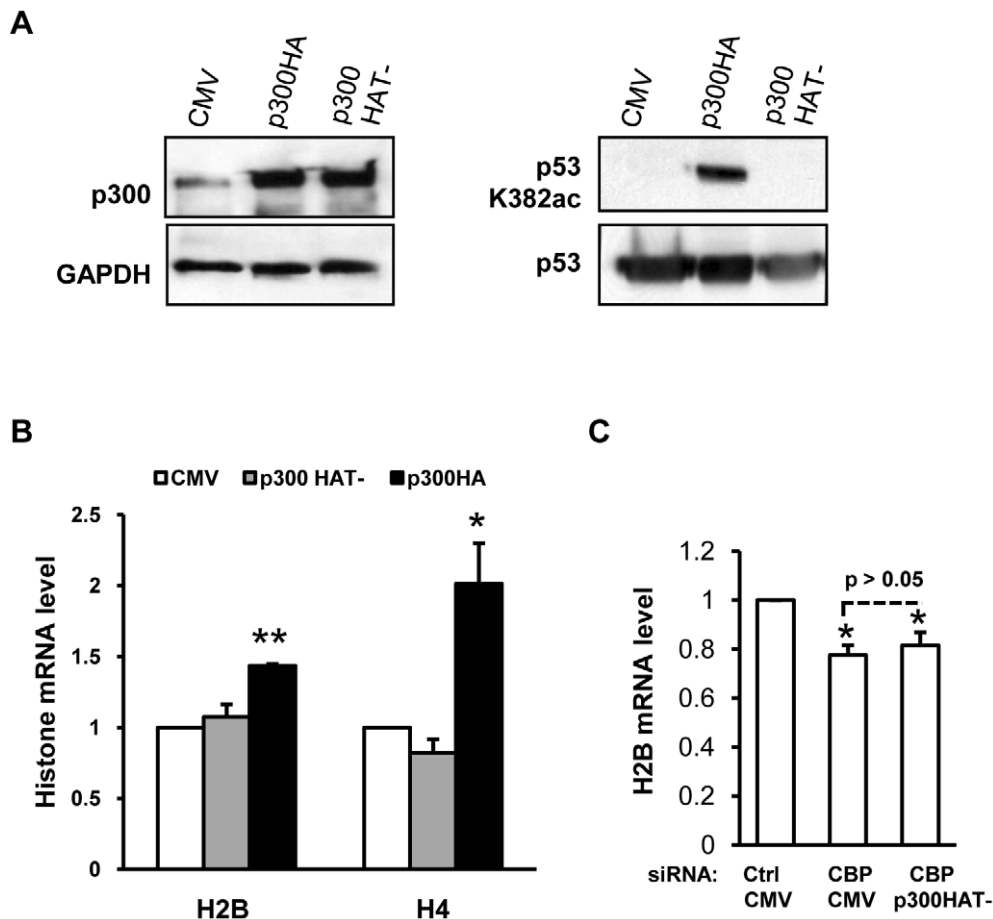 A
CMV
p300HA
p300
HAT-
CMV
p300HA
p300
HAT-
p300
GAPDH
p53
K382ac
p53
B
CMV p300 HAT- p300HA
Histone mRNA level
2.5
2
1.5
1
0.5
0
**
*
H2B H4
C
H2B mRNA level
1.2
1
0.8
0.6
0.4
0.2
0
p > 0.05
* *
siRNA: Ctrl CBP CBP
CMV CMV p300HAT-